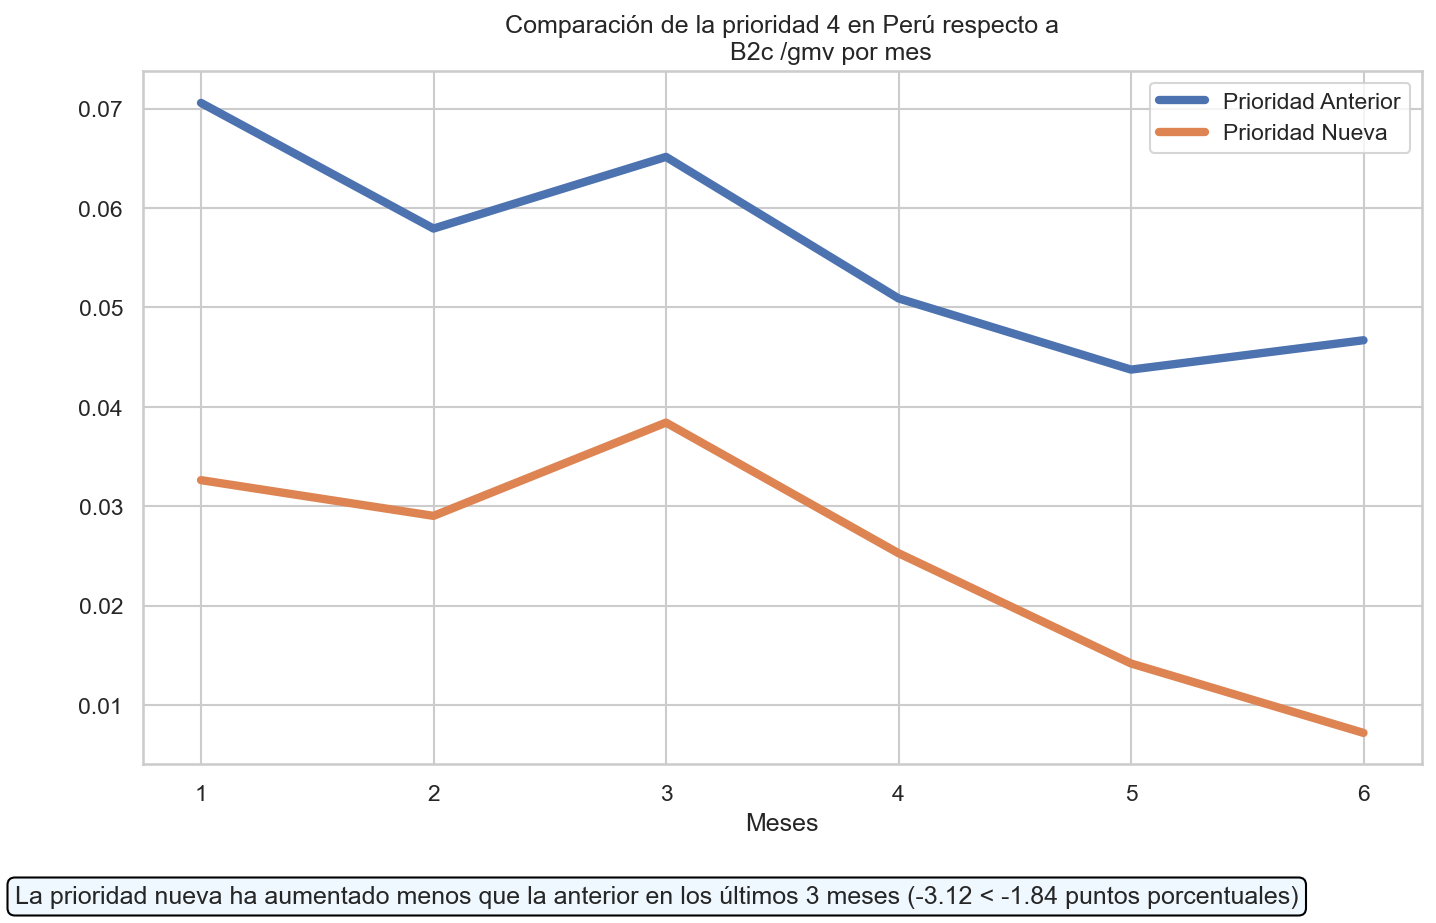 Comparación de la prioridad 4 en Perú respecto a
B2c /gmv por mes
Prioridad Anterior
Prioridad Nueva
0.07
0.06
0.05
0.04
0.03
0.02
0.01
1 2 3 4 5 6
Meses
La prioridad nueva ha aumentado menos que la anterior en los últimos 3 meses (-3.12 < -1.84 puntos porcentuales)